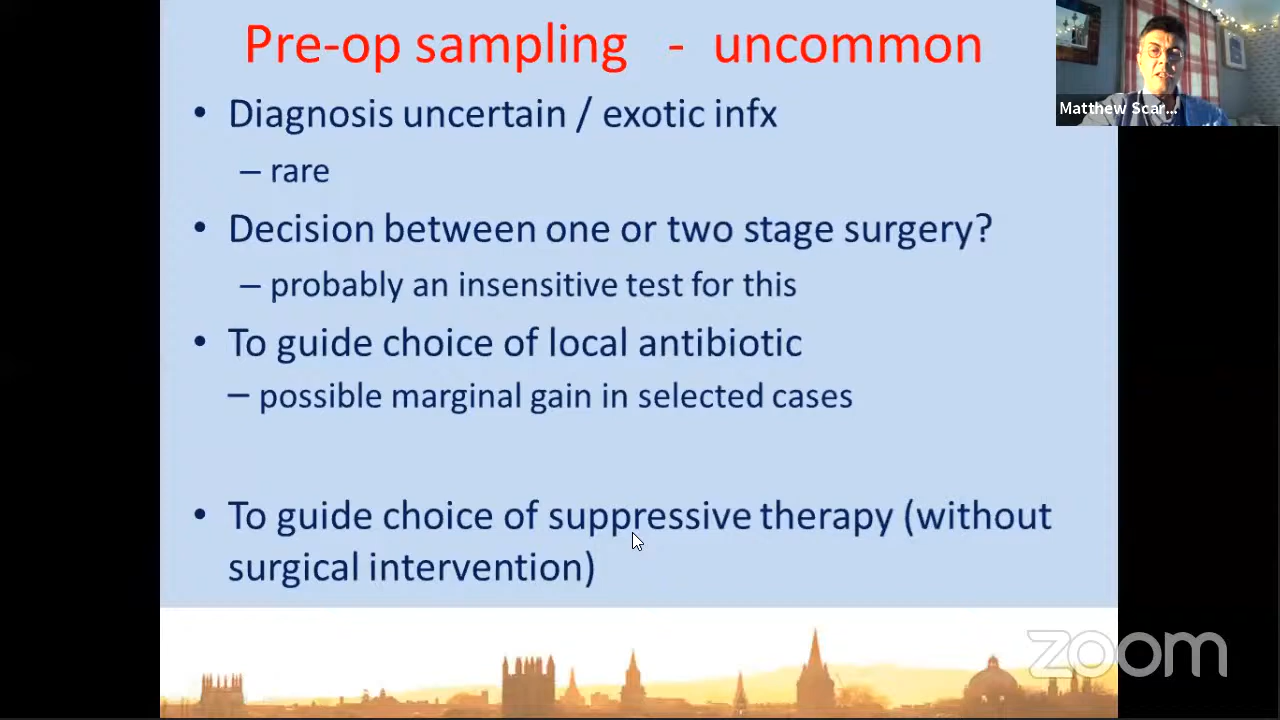 Pre-op sampling - uncommon
• Diagnosis uncertain / exotic infx
– rare
• Decision between one or two stage surgery?
– probably an insensitive test for this
• To guide choice of local antibiotic
– possible marginal gain in selected cases
• To guide choice of suppressive therapy (without
surgical intervention)
Matthew Scar...
zoom